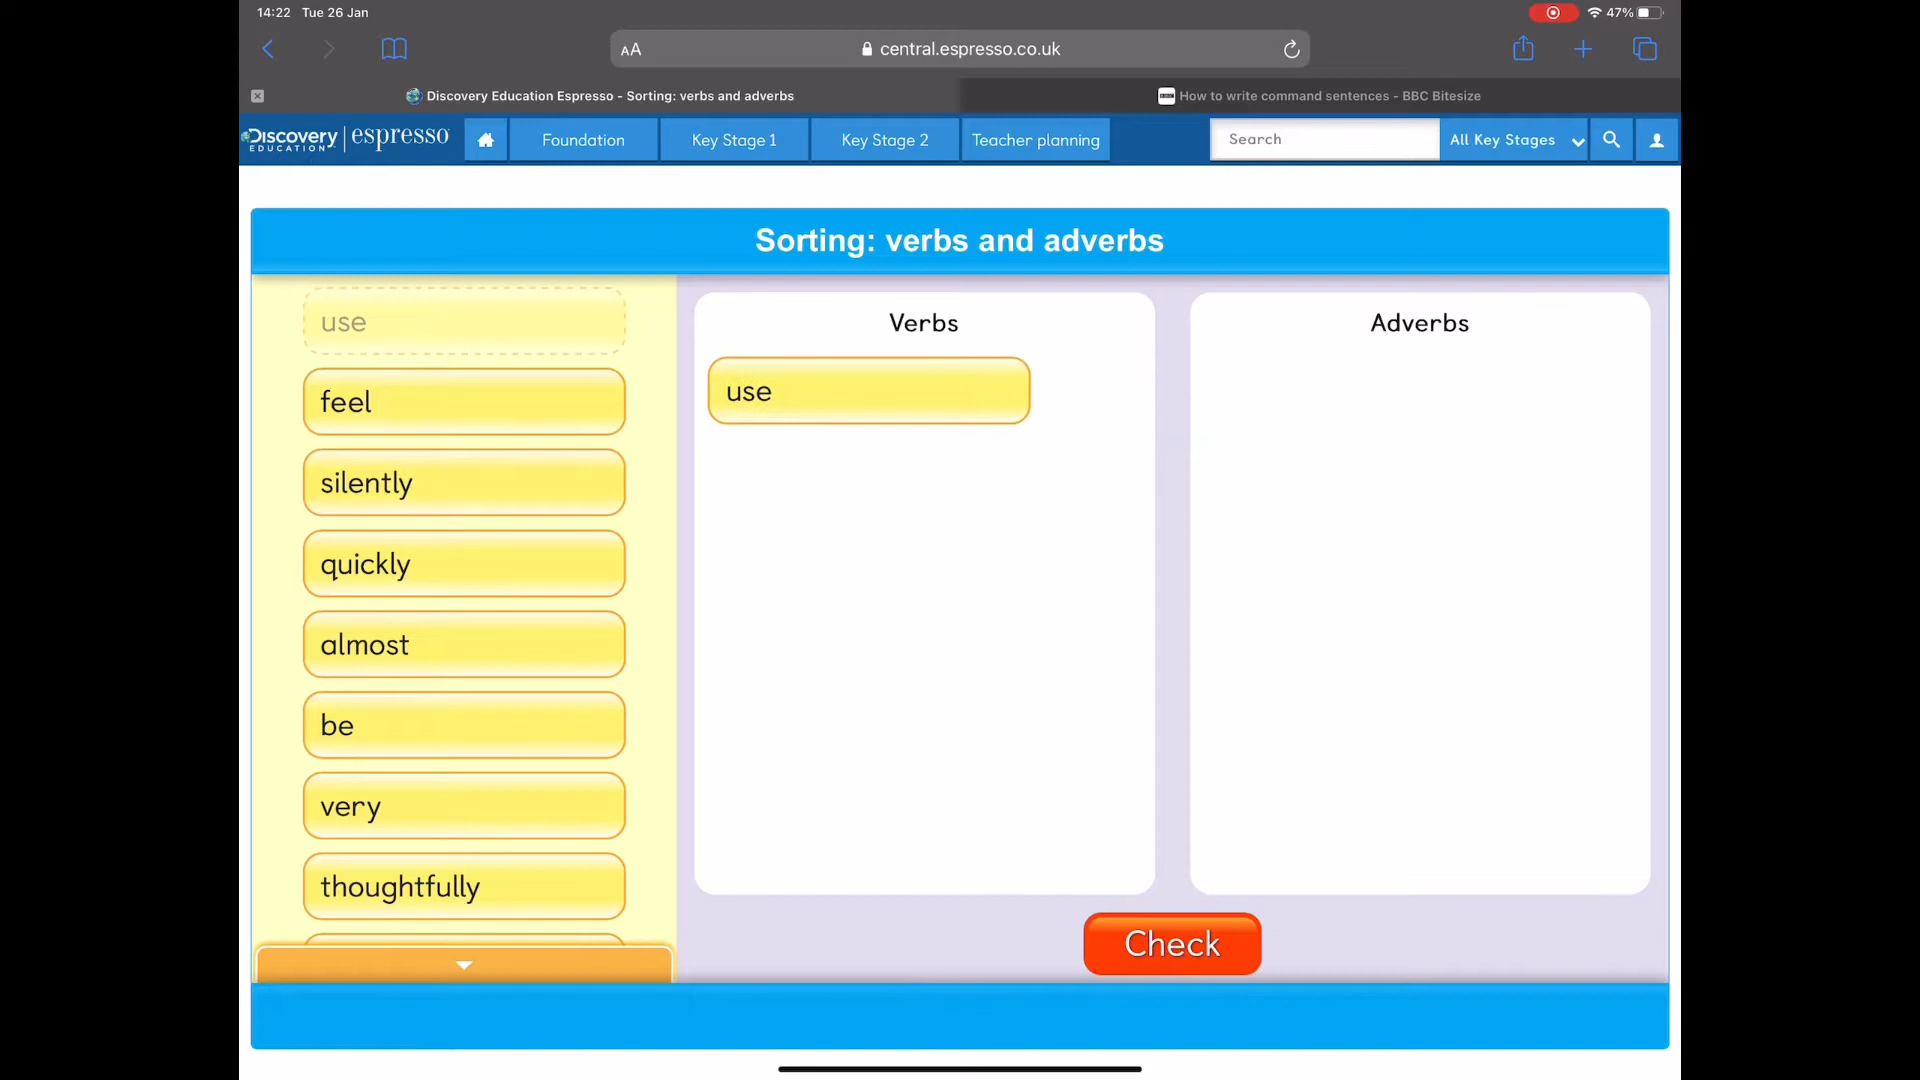 14:22 Tue 26 Jan
47%
AA
central.espresso.co.uk
Discovery Education Espresso - Sorting: verbs and adverbs
How to write command sentences - BBC Bitesize
Discovery EDUCATION espresso
Foundation
Key Stage 1
Key Stage 2
Teacher planning
Search
All Key Stages
Sorting: verbs and adverbs
use
feel
silently
quickly
almost
be
very
thoughtfully
Verbs
use
Adverbs
Check